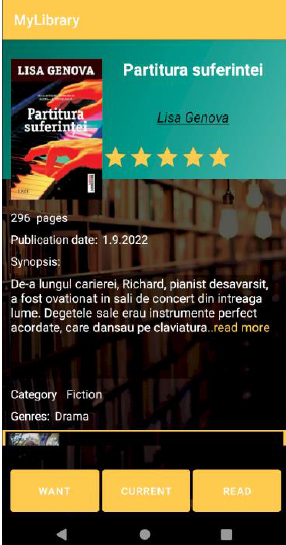 MyLibrary
LISA GENOVA
Partitura
suferintei
Partitura suferintei
Lisa Genova
296 pages
Publication date: 1.9.2022
Synopsis:
De-a lungul carierei, Richard, pianist desavarsit,
a fost ovationat in sali de concert din intreaga
lume. Degetele sale erau instrumente perfect
acordate, care dansau pe claviatura..read more
Category Fiction
Genres: Drama
WANT CURRENT READ